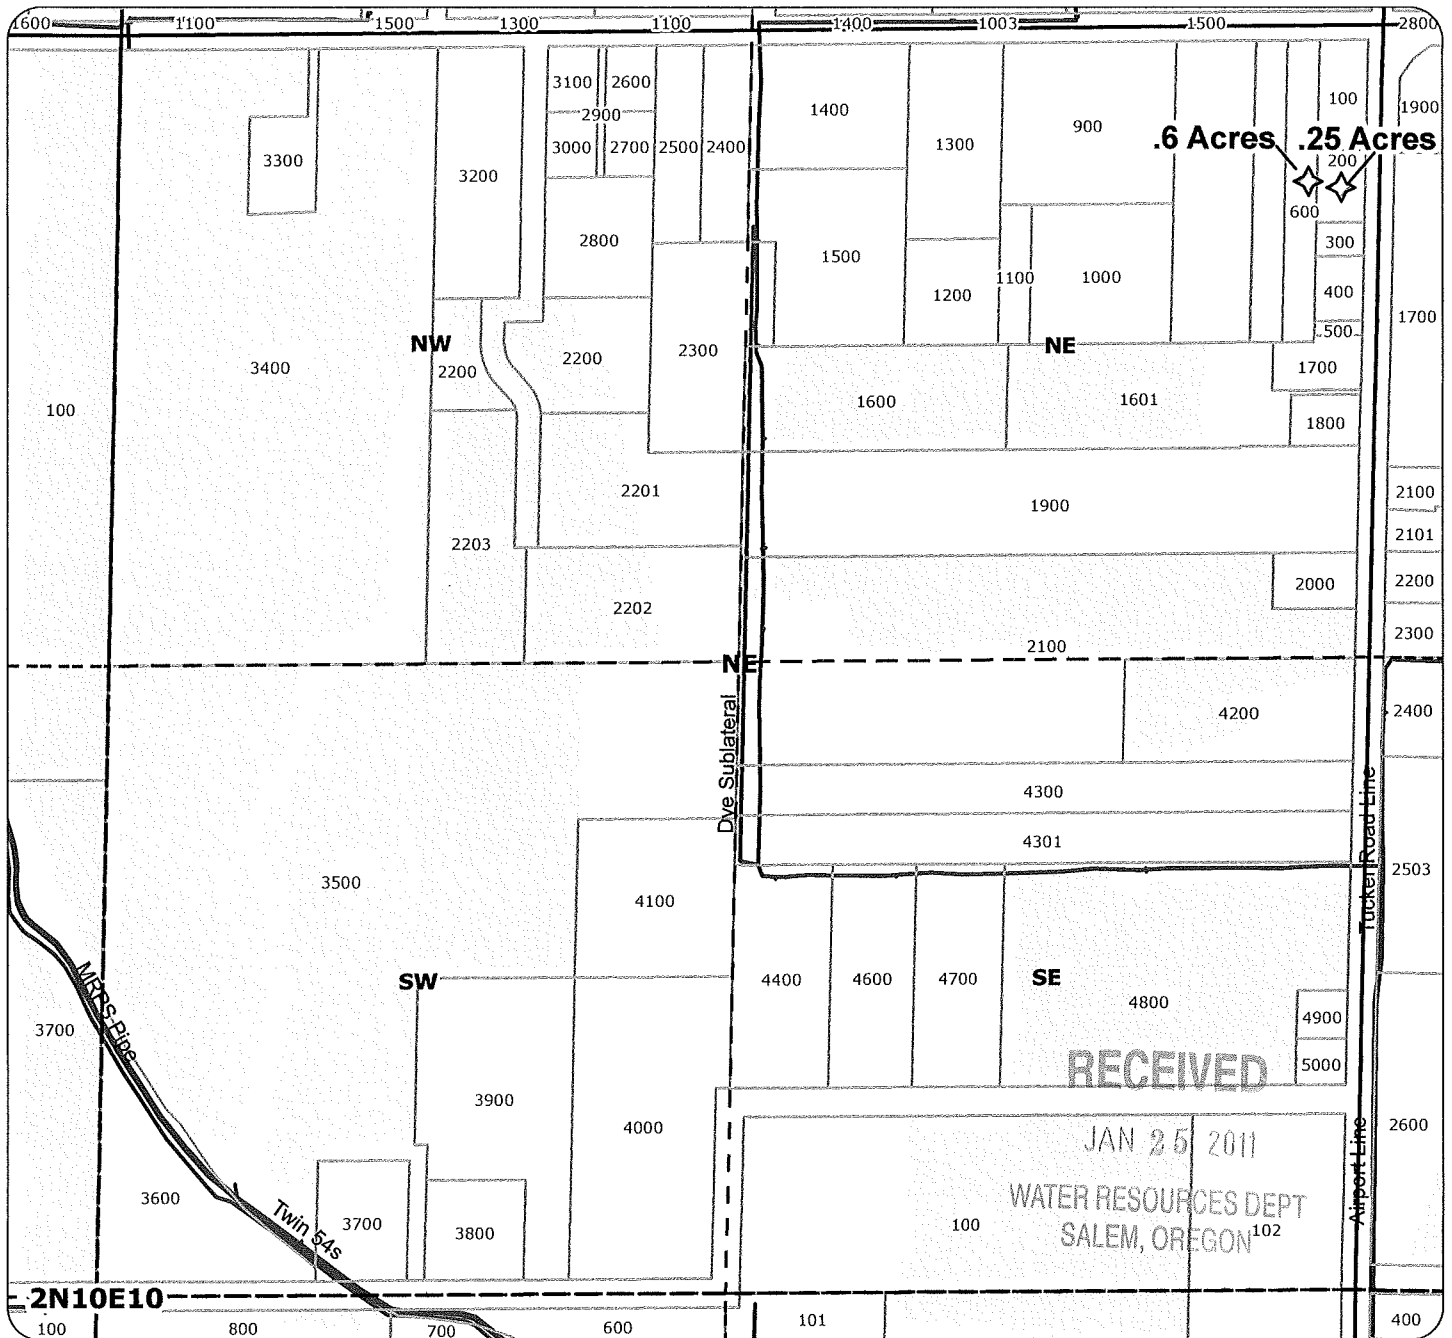 1600 1100 1500 1300 1100 1400 1003 1500 2800
3100 2600
2900
3000 2700 2500 2400
3300
3200
2800
1400
1300
900
100
1900
.6 Acres .25 Acres
200
600
300
400
500
1500
1200
1100
1000
1700
NW
NE
3400
100
2200
2200
2300
1600
1601
1700
1800
2201
2203
2202
1900
2000
2100
2100
2101
2200
2300
NE
Dye Sublateral
4200
2400
4300
4301
Tucker Road Line
2503
3500
4100
4400 4600 4700
SW
SE
4800
4900
5000
MRPS Pipe
3700
3900
4000
3600
3700
3800
Twin 54s
RECEIVED
JAN 25 2011
WATER RESOURCES DEPT
SALEM, OREGON
100
102
Airport Line
2600
2N10E10
100 800 700 600 101 400